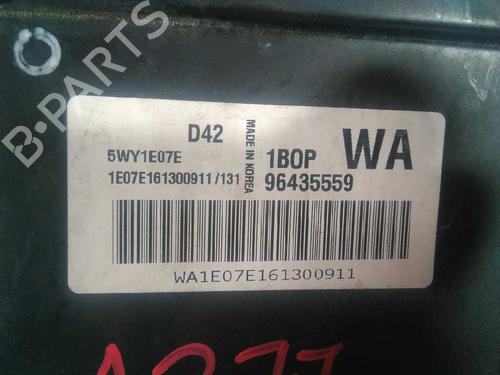 B-PARTS
D42
5WY1E07E
1E07E161300911/131
MADE IN KOREA
1BOP WA
96435559
WA1E07E161300911